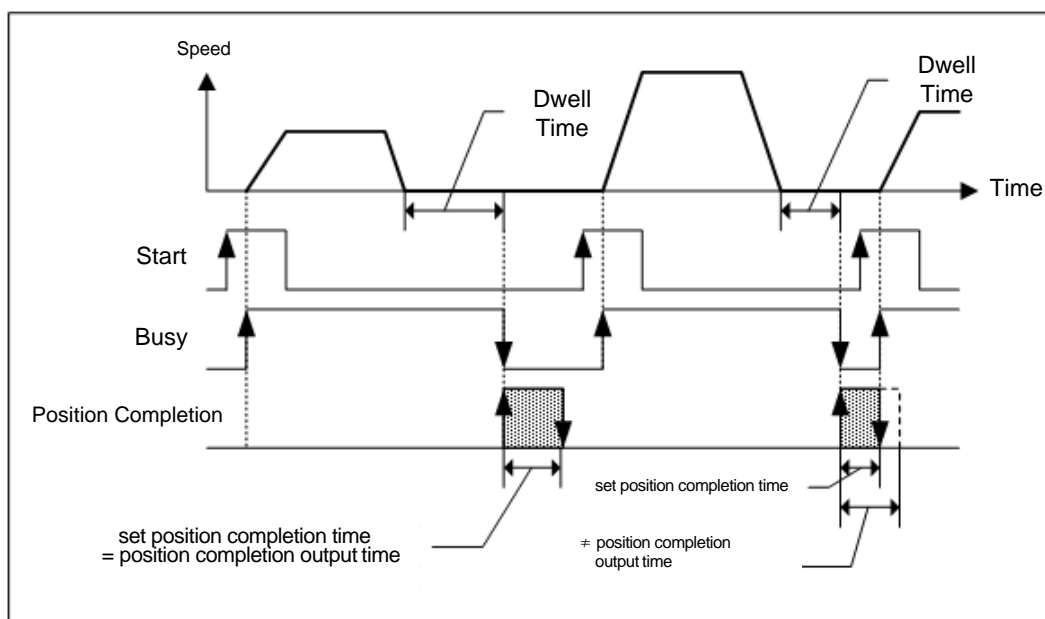 Speed
Dwell
Time
Dwell
Time
Time
Start
Busy
Position Completion
set position completion time
= position completion output time
set position completion time
≠ position completion
output time